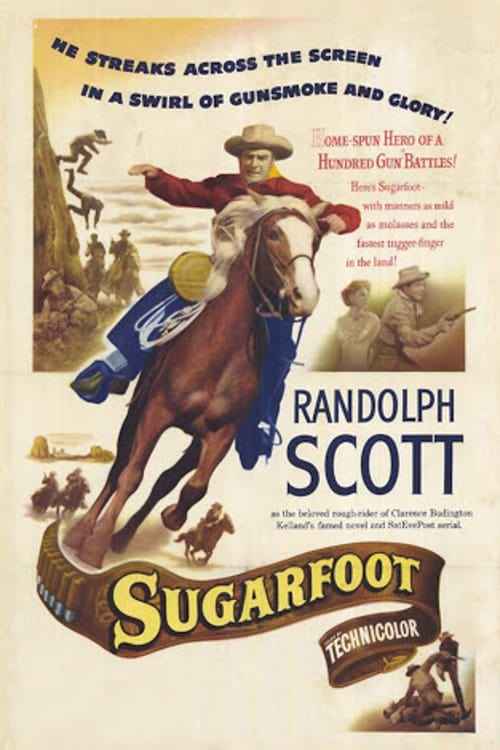 HE STREAKS ACROSS THE SCREEN
IN A SWIRL OF GUNSMOKE AND GLORY!
HOME-SPUN HERO OF A
HUNDRED GUN BATTLES!
Here's Sugarfoot-
with manners as mild
as molasses and the
fastest trigger-finger
in the land!
RANDOLPH
SCOTT
as the beloved rough-rider of Clarence Budington
Kelland's famed novel and SatEvePost serial.
SUGARFOOT
TECHNICOLOR